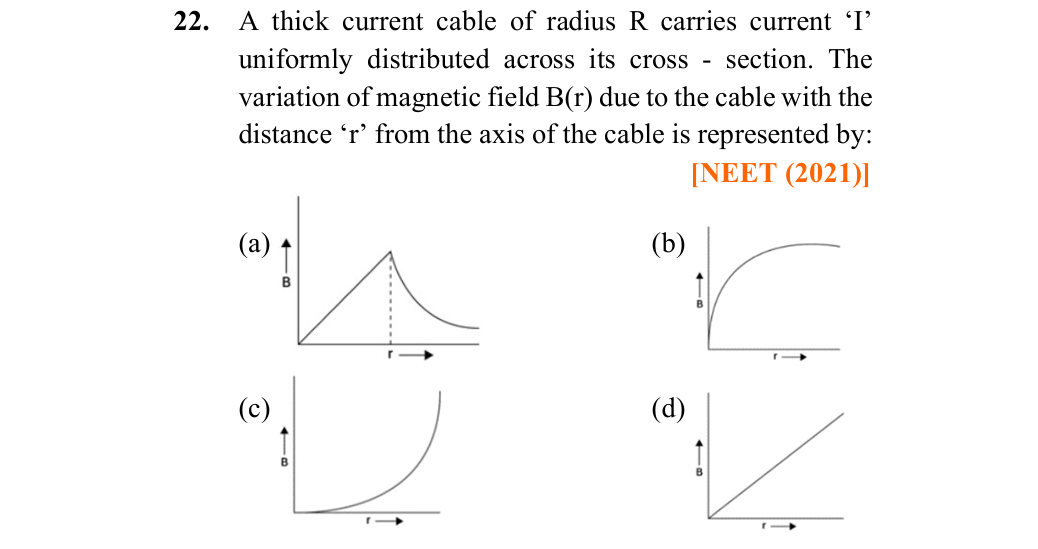 22. A thick current cable of radius R carries current ‘I’
uniformly distributed across its cross - section. The
variation of magnetic field B(r) due to the cable with the
distance ‘r’ from the axis of the cable is represented by:
[NEET (2021)]
(a) B r
(b) B r
(c) B r
(d) B r